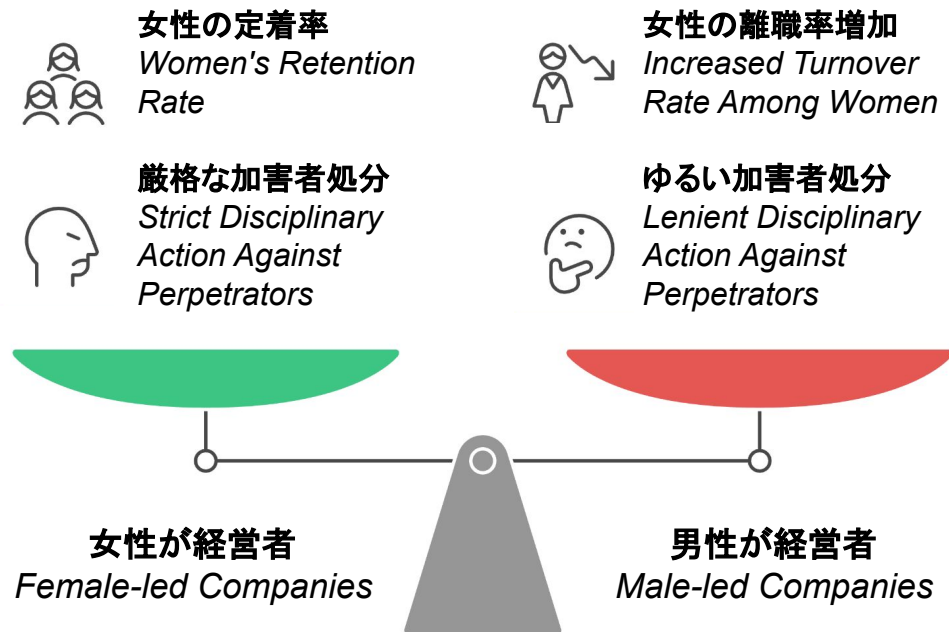 女性の定着率
Women's Retention
Rate
厳格な加害者処分
Strict Disciplinary
Action Against
Perpetrators
女性の離職率増加
Increased Turnover
Rate Among Women
ゆるい加害者処分
Lenient Disciplinary
Action Against
Perpetrators
女性が経営者
Female-led Companies
男性が経営者
Male-led Companies